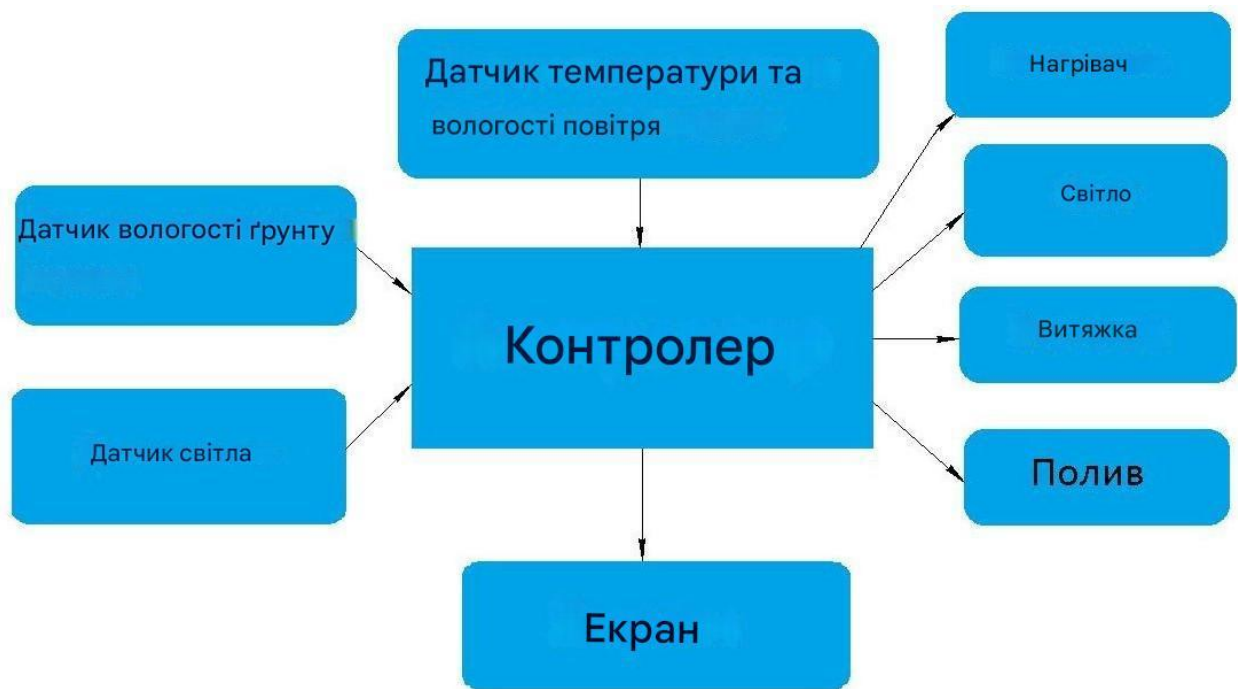 Датчик температури та
вологості повітря
Нагрівач
Світло
Датчик вологості ґрунту
Контролер
Витяжка
Датчик світла
Полив
Екран